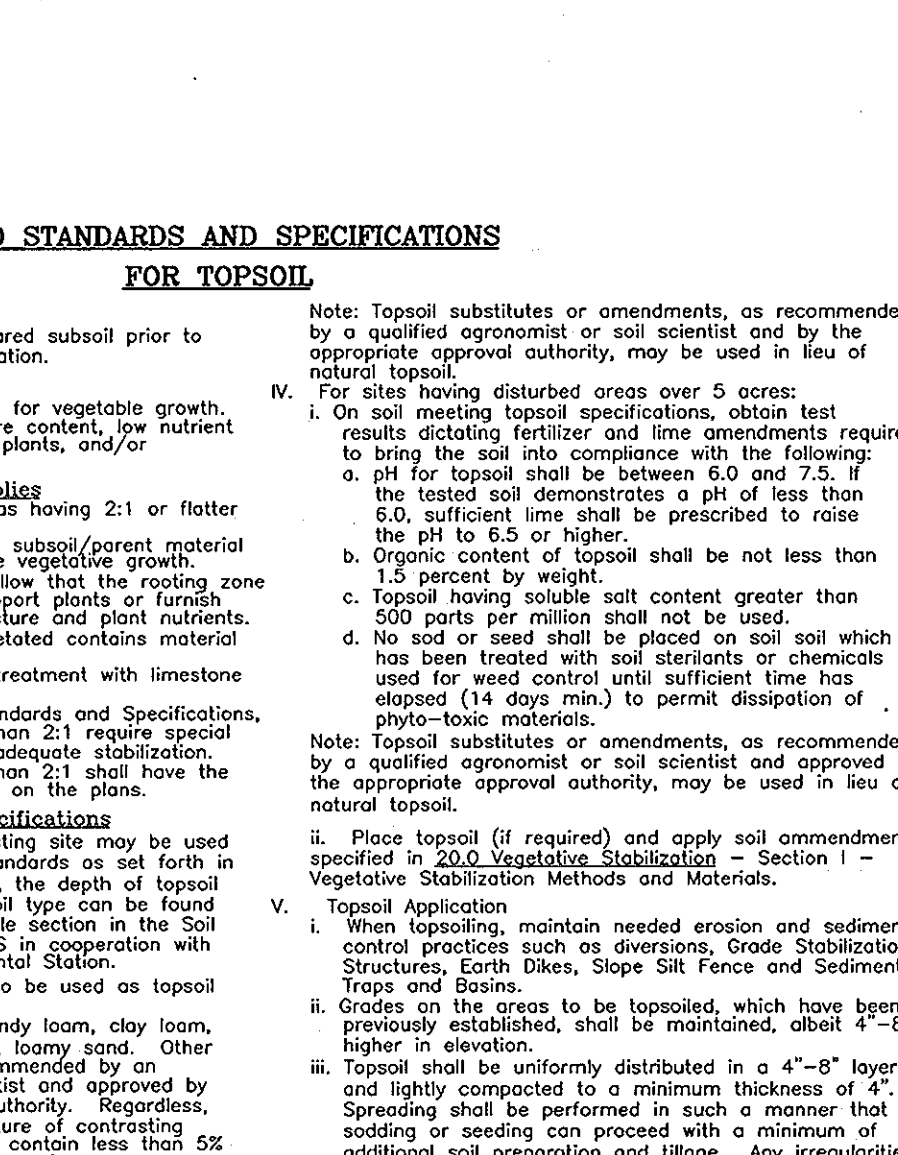 STANDARDS AND SPECIFICATIONS
FOR TOPSOIL
ared subsoil prior to
ation.
for vegetable growth.
re content, low nutrient
plants, and/or
plies
as having 2:1 or flatter
subsoil/parent material
e vegetative growth.
llow that the rooting zone
port plants or furnish
ture and plant nutrients.
etated contains material
treatment with limestone
ndards and Specifications,
han 2:1 require special
adequate stabilization.
han 2:1 shall have the
on the plans.
cifications
ting site may be used
andards as set forth in
, the depth of topsoil
oil type can be found
le section in the Soil
S in cooperation with
ntal Station.
o be used as topsoil
ndy loam, clay loam,
loamy sand. Other
mmended by an
ist and approved by
uthority. Regardless,
ure of contrasting
contain less than 5%
Note: Topsoil substitutes or amendments, as recommende
by a qualified agronomist or soil scientist and by the
appropriate approval authority, may be used in lieu of
natural topsoil.
IV. For sites having disturbed areas over 5 acres:
i. On soil meeting topsoil specifications, obtain test
results dictating fertilizer and lime amendments require
to bring the soil into compliance with the following:
a. pH for topsoil shall be between 6.0 and 7.5. If
the tested soil demonstrates a pH of less than
6.0, sufficient lime shall be prescribed to raise
the pH to 6.5 or higher.
b. Organic content of topsoil shall be not less than
1.5 percent by weight.
c. Topsoil having soluble salt content greater than
500 parts per million shall not be used.
d. No sod or seed shall be placed on soil soil which
has been treated with soil sterilants or chemicals
used for weed control until sufficient time has
elapsed (14 days min.) to permit dissipation of
phyto-toxic materials.
Note: Topsoil substitutes or amendments, as recommende
by a qualified agronomist or soil scientist and approved
the appropriate approval authority, may be used in lieu o
natural topsoil.
ii. Place topsoil (if required) and apply soil ammendmen
specified in 20.0 Vegetative Stabilization - Section I -
Vegetative Stabilization Methods and Materials.
V. Topsoil Application
i. When topsoiling, maintain needed erosion and sedimen
control practices such as diversions, Grade Stabilizatio
Structures, Earth Dikes, Slope Silt Fence and Sediment
Traps and Basins.
ii. Grades on the areas to be topsoiled, which have been
previously established, shall be maintained, albeit 4"-8
higher in elevation.
iii. Topsoil shall be uniformly distributed in a 4"-8" layer
and lightly compacted to a minimum thickness of 4".
Spreading shall be performed in such a manner that
sodding or seeding can proceed with a minimum of
additional soil preparation and tillage. Any irregularitie